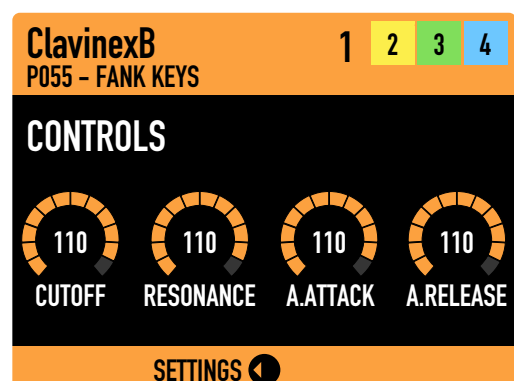 ClavinexB 1 2 3 4
P055 - FANK KEYS
CONTROLS
110 110 110 110
CUTOFF RESONANCE A.ATTACK A.RELEASE
SETTINGS